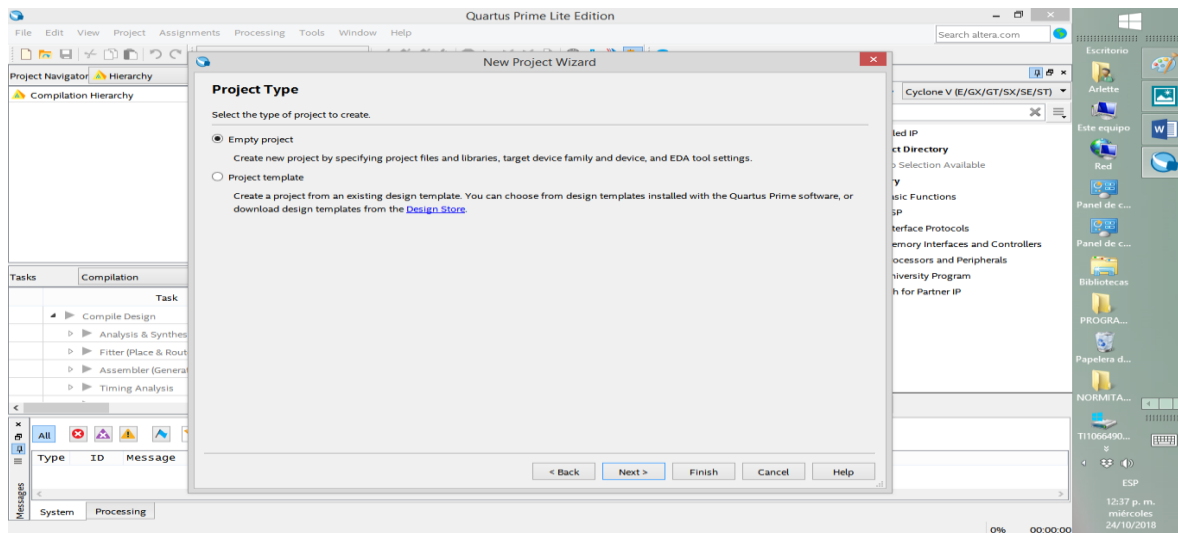 Quartus Prime Lite Edition
File Edit View Project Assignments Processing Tools Window Help
Search altera.com
Project Navigator Hierarchy
Compilation Hierarchy
New Project Wizard
Project Type
Select the type of project to create.
Empty project
Create new project by specifying project files and libraries, target device family and device, and EDA tool settings.
Project template
Create a project from an existing design template. You can choose from design templates installed with the Quartus Prime software, or
download design templates from the Design Store.
< Back Next > Finish Cancel Help
Cyclone V (E/GX/GT/SX/SE/ST)
led IP
ct Directory
Selection Available
y
sic Functions
SP
terface Protocols
emory Interfaces and Controllers
ocessors and Peripherals
niversity Program
h for Partner IP
Tasks Compilation
Task
Compile Design
Analysis & Synthes
Fitter (Place & Rout
Assembler (Genera
Timing Analysis
All
Type ID Message
Messages
System Processing
0% 00:00:00
Escritorio
Arlette
Este equipo
Red
Panel de c...
Panel de c...
Bibliotecas
PROGRA...
Papelera d...
NORMITA...
TI1066490...
ESP
12:37 p. m.
miércoles
24/10/2018